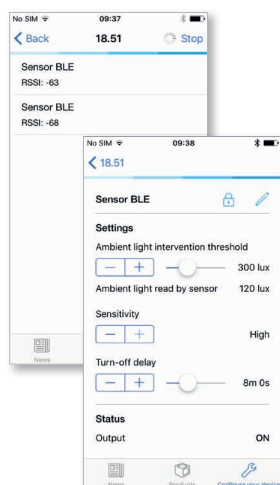 No SIM 09:37
Back 18.51 Stop
Sensor BLE
RSSI: -63
Sensor BLE
RSSI: -68
News
No SIM 09:38
18.51
Sensor BLE
Settings
Ambient light intervention threshold
− + 300 lux
Ambient light read by sensor 120 lux
Sensitivity
− + High
Turn-off delay
− + 8m 0s
Status
Output ON
News Products Configure your device